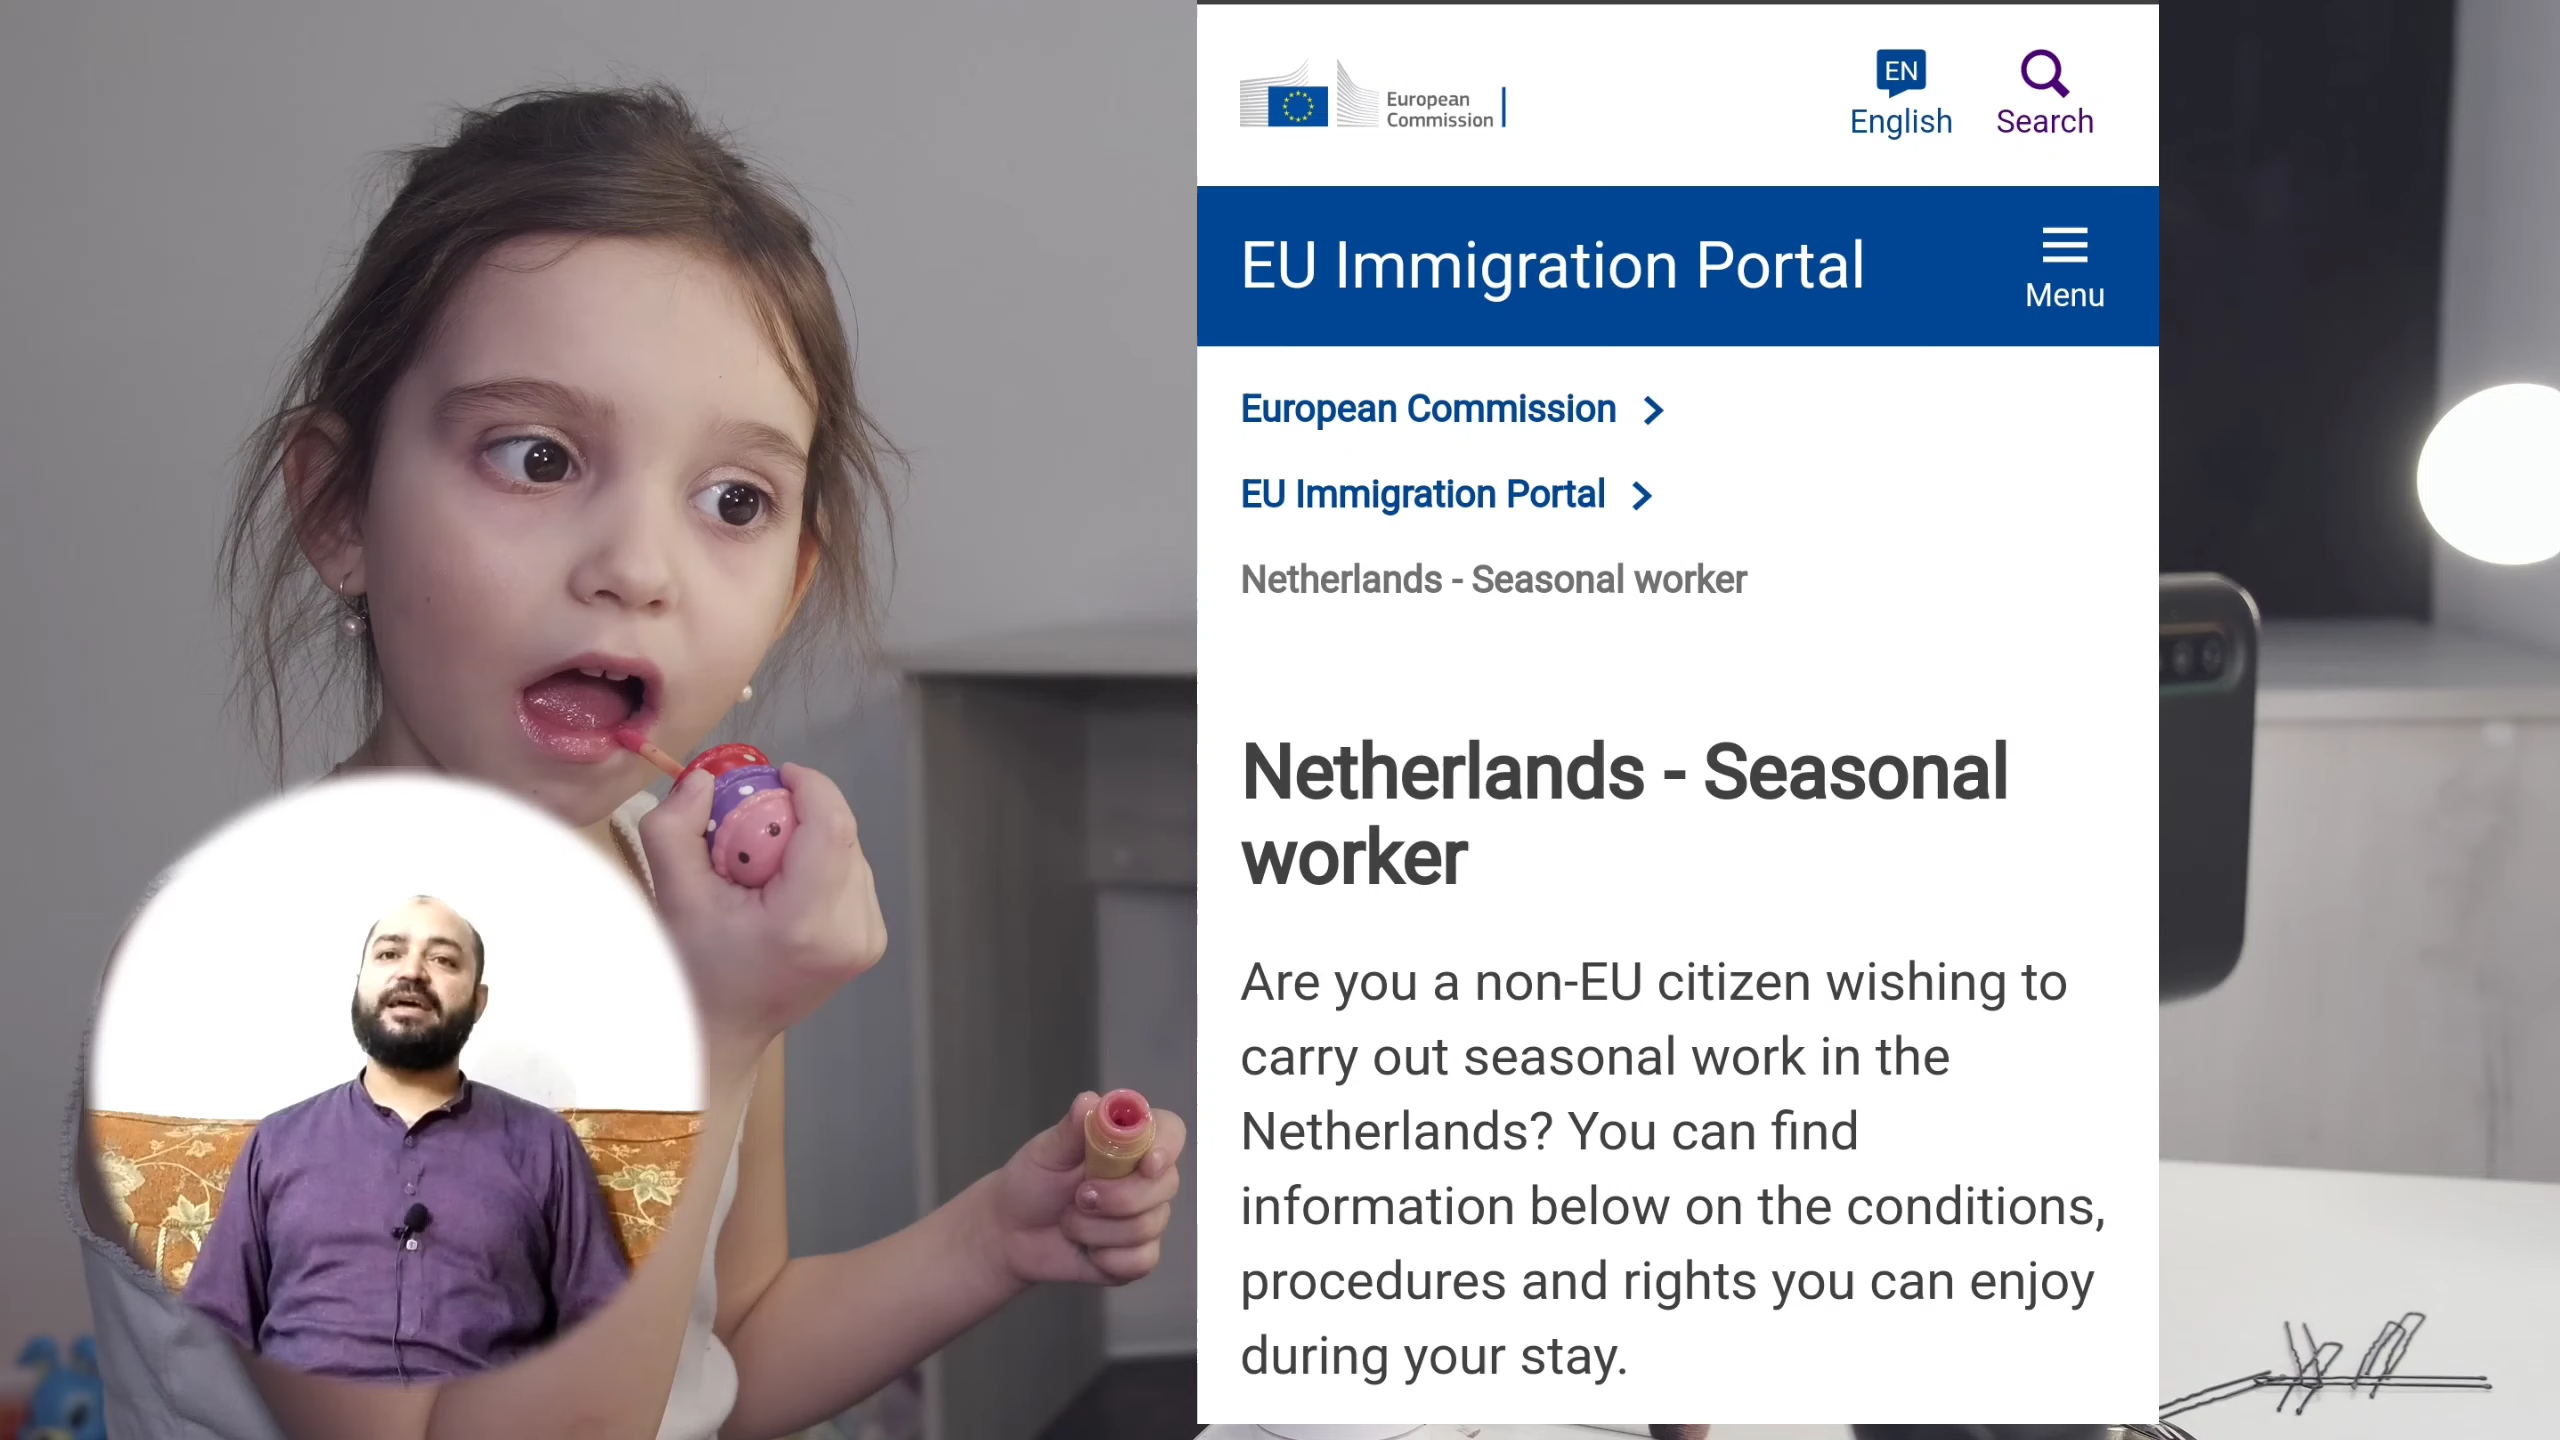 European
Commission
EN
English
Search
EU Immigration Portal
Menu
European Commission
EU Immigration Portal
Netherlands - Seasonal worker
Netherlands - Seasonal
worker
Are you a non-EU citizen wishing to
carry out seasonal work in the
Netherlands? You can find
information below on the conditions,
procedures and rights you can enjoy
during your stay.